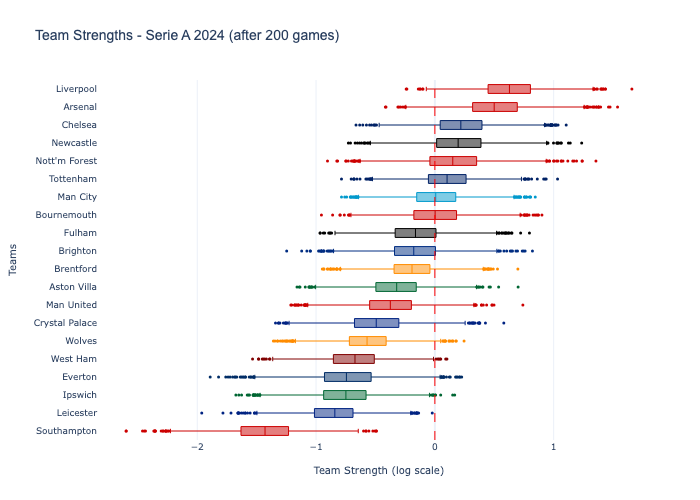 Team Strengths - Serie A 2024 (after 200 games)
Liverpool
Arsenal
Chelsea
Newcastle
Nott'm Forest
Tottenham
Man City
Bournemouth
Fulham
Brighton
Brentford
Aston Villa
Man United
Crystal Palace
Wolves
West Ham
Everton
Ipswich
Leicester
Southampton
Teams
−2
−1
0
1
Team Strength (log scale)